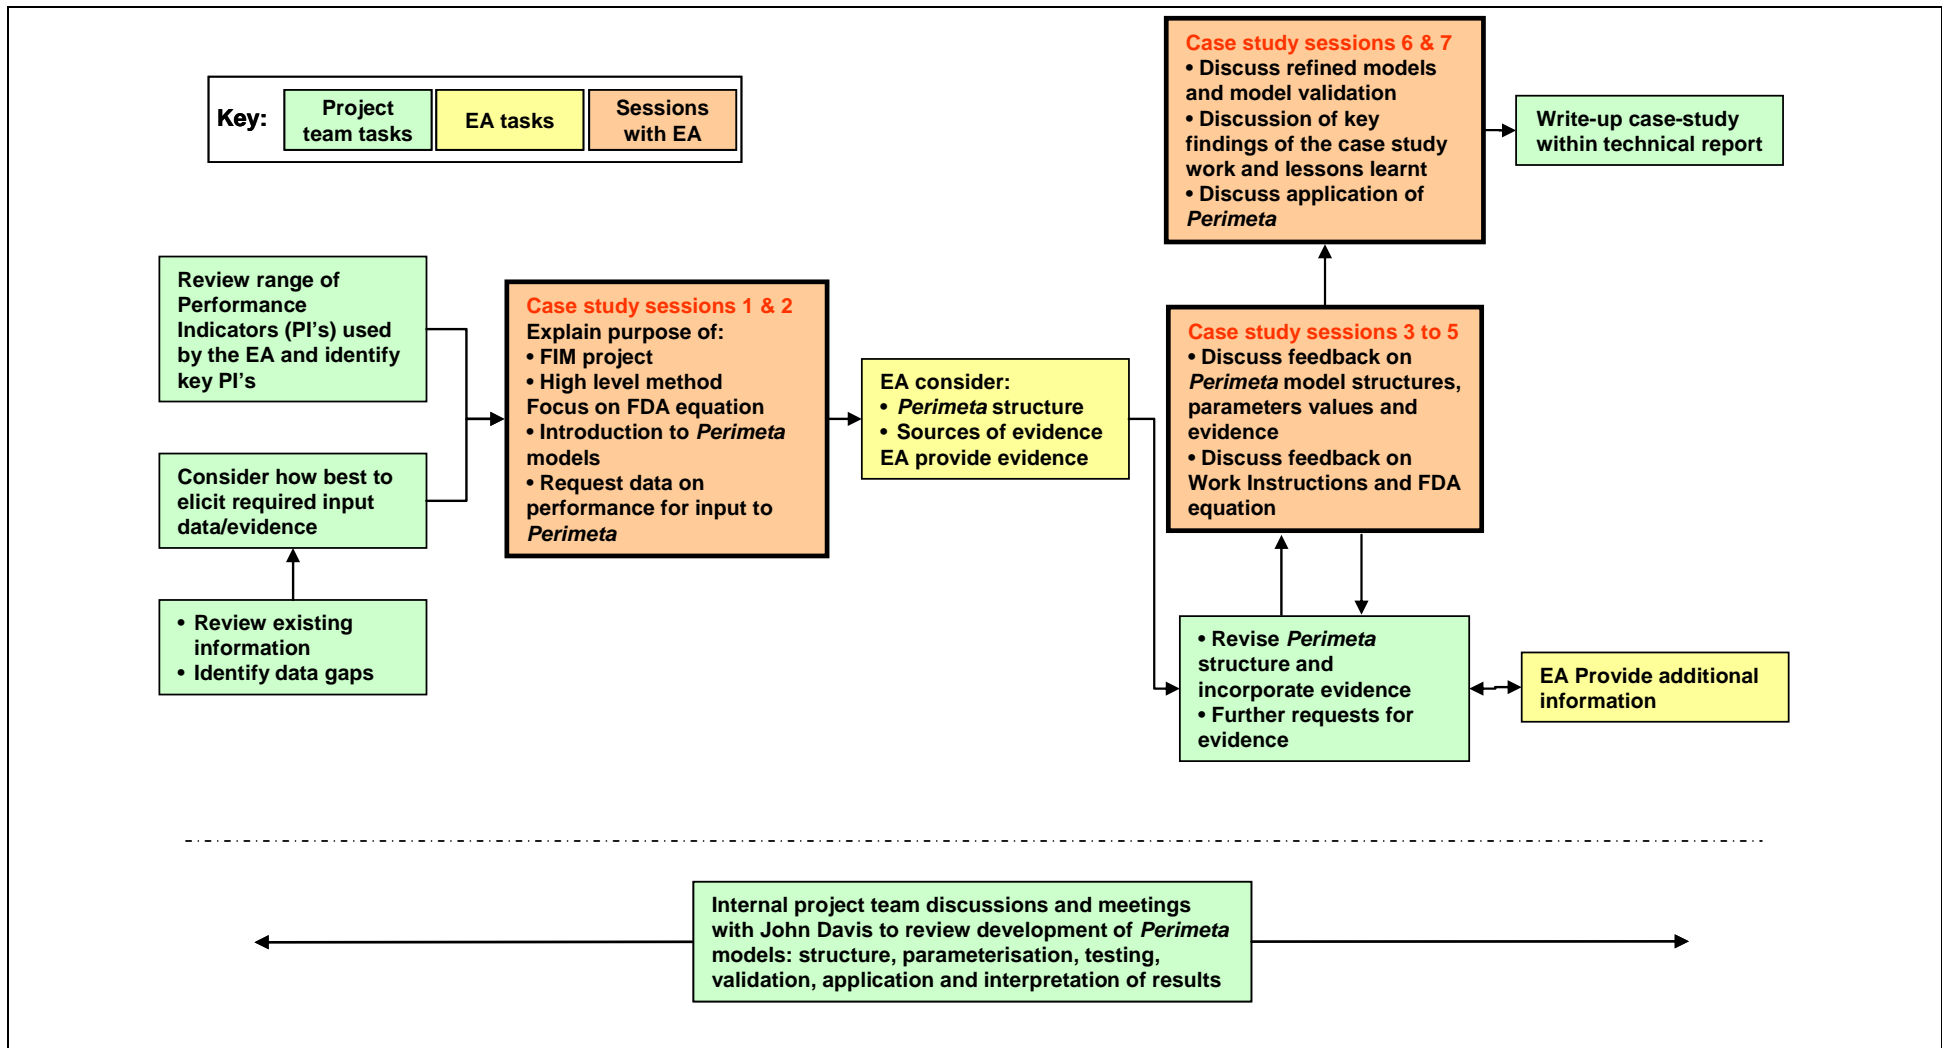 Key:
Project
team tasks
EA tasks
Sessions
with EA
Review range of
Performance
Indicators (PI's) used
by the EA and identify
key PI's
Consider how best to
elicit required input
data/evidence
• Review existing
information
• Identify data gaps
Case study sessions 1 & 2
Explain purpose of:
• FIM project
• High level method
Focus on FDA equation
• Introduction to Perimeta
models
• Request data on
performance for input to
Perimeta
EA consider:
• Perimeta structure
• Sources of evidence
EA provide evidence
Case study sessions 6 & 7
• Discuss refined models
and model validation
• Discussion of key
findings of the case study
work and lessons learnt
• Discuss application of
Perimeta
Write-up case-study
within technical report
Case study sessions 3 to 5
• Discuss feedback on
Perimeta model structures,
parameters values and
evidence
• Discuss feedback on
Work Instructions and FDA
equation
• Revise Perimeta
structure and
incorporate evidence
• Further requests for
evidence
EA Provide additional
information
Internal project team discussions and meetings
with John Davis to review development of Perimeta
models: structure, parameterisation, testing,
validation, application and interpretation of results